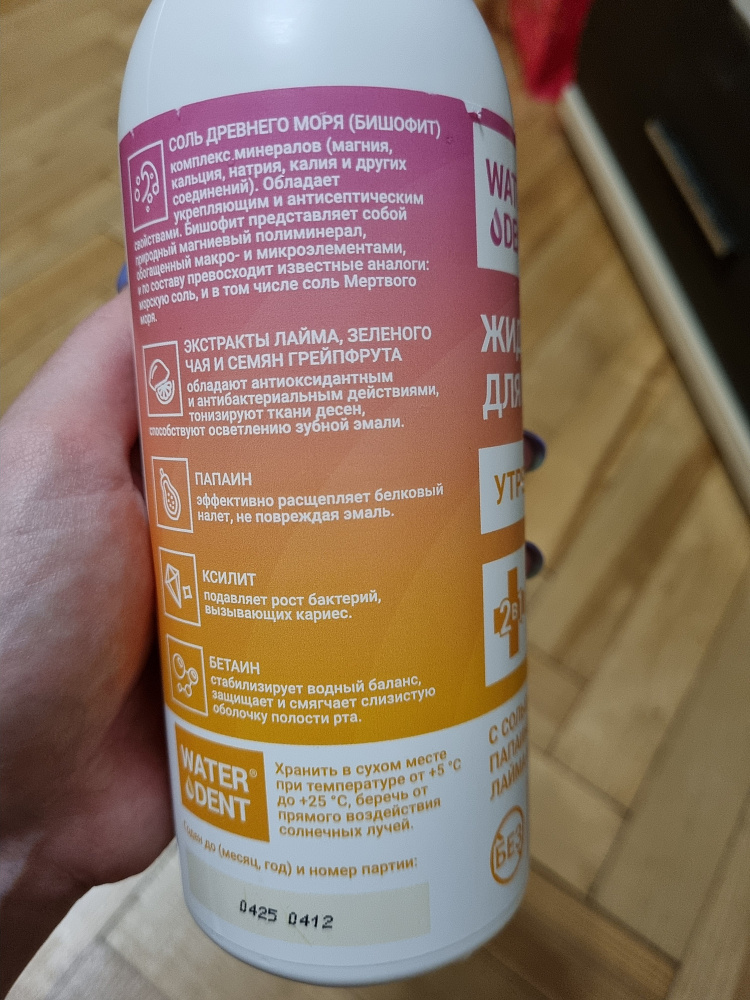 СОЛЬ ДРЕВНЕГО МОРЯ (БИШОФИТ)
комплекс минералов (магния,
кальция, натрия, калия и других
соединений). Обладает
укрепляющим и антисептическим
свойствами. Бишофит представляет собой
природный магниевый полиминерал,
обогащенный макро- и микроэлементами,
и по составу превосходит известные аналоги:
морскую соль, и в том числе соль Мертвого
моря.
ЭКСТРАКТЫ ЛАЙМА, ЗЕЛЕНОГО
ЧАЯ И СЕМЯН ГРЕЙПФРУТА
обладают антиоксидантным
и антибактериальным действиями,
тонизируют ткани десен,
способствуют осветлению зубной эмали.
ПАПАИН
эффективно расщепляет белковый
налет, не повреждая эмаль.
КСИЛИТ
подавляет рост бактерий,
вызывающих кариес.
БЕТАИН
стабилизирует водный баланс,
защищает и смягчает слизистую
оболочку полости рта.
WATER®
DENT
Хранить в сухом месте
при температуре от +5 °C
до +25 °C, беречь от
прямого воздействия
солнечных лучей.
Годен до (месяц, год) и номер партии:
0425 0412
WAT
DE
ЖИД
ДЛЯ
УТР
2в1
С СОЛЬ
ПАПАИ
ЛАЙМ
БЕЗ